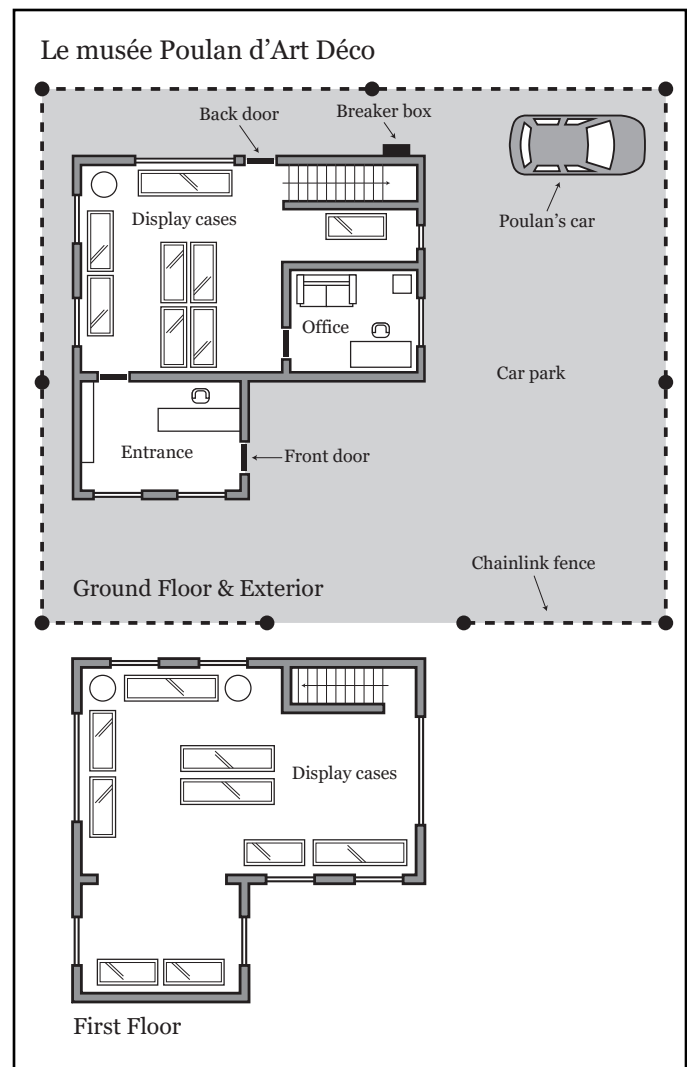 Le musée Poulan d’Art Déco
Back door
Breaker box
Display cases
Poulan’s car
Office
Car park
Entrance
Front door
Chainlink fence
Ground Floor & Exterior
Display cases
First Floor